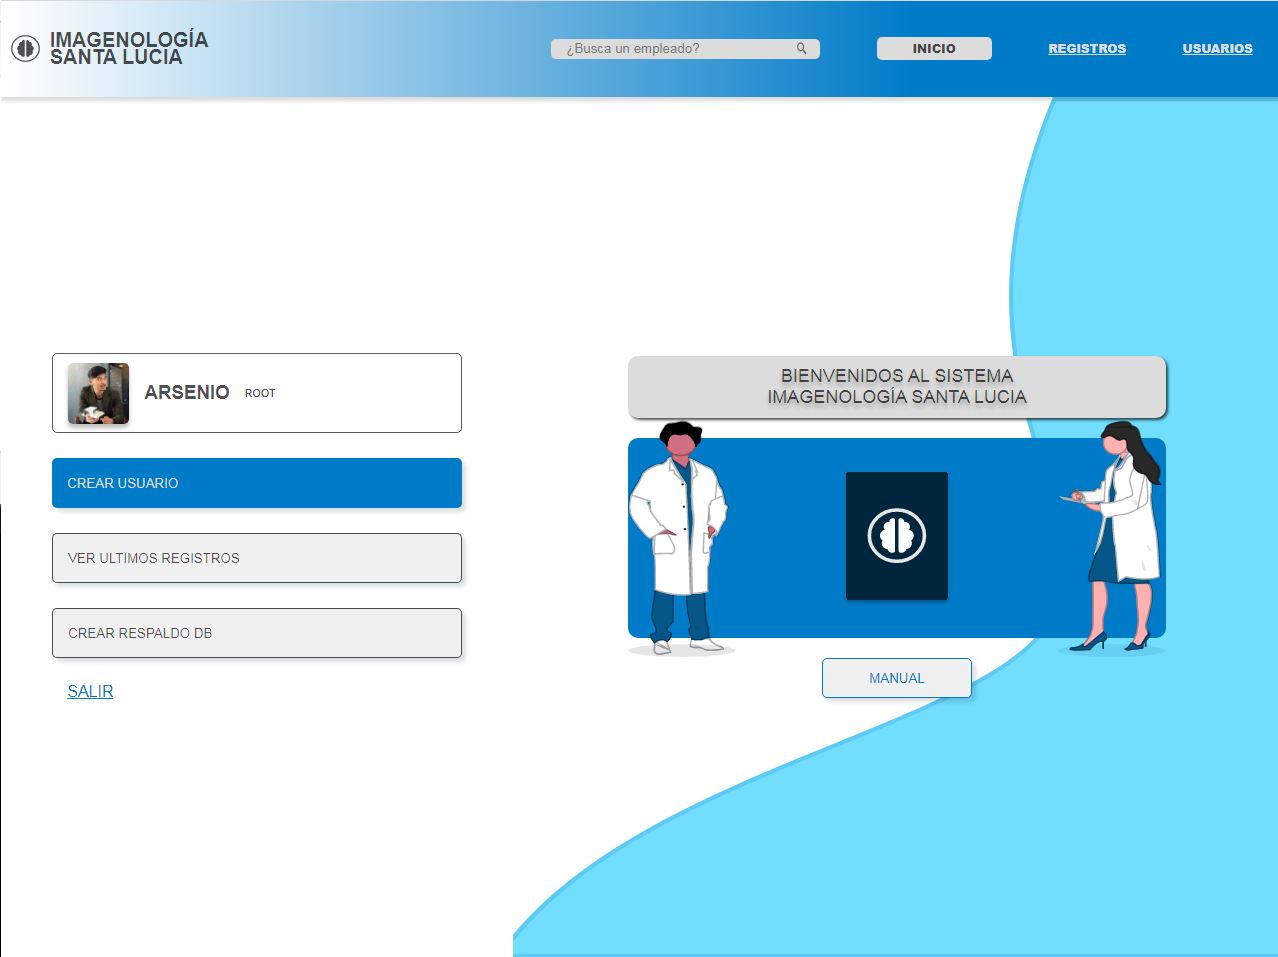 IMAGENOLOGÍA
SANTA LUCIA
¿Busca un empleado?
INICIO
REGISTROS
USUARIOS
ARSENIO ROOT
CREAR USUARIO
VER ULTIMOS REGISTROS
CREAR RESPALDO DB
SALIR
BIENVENIDOS AL SISTEMA
IMAGENOLOGÍA SANTA LUCIA
MANUAL